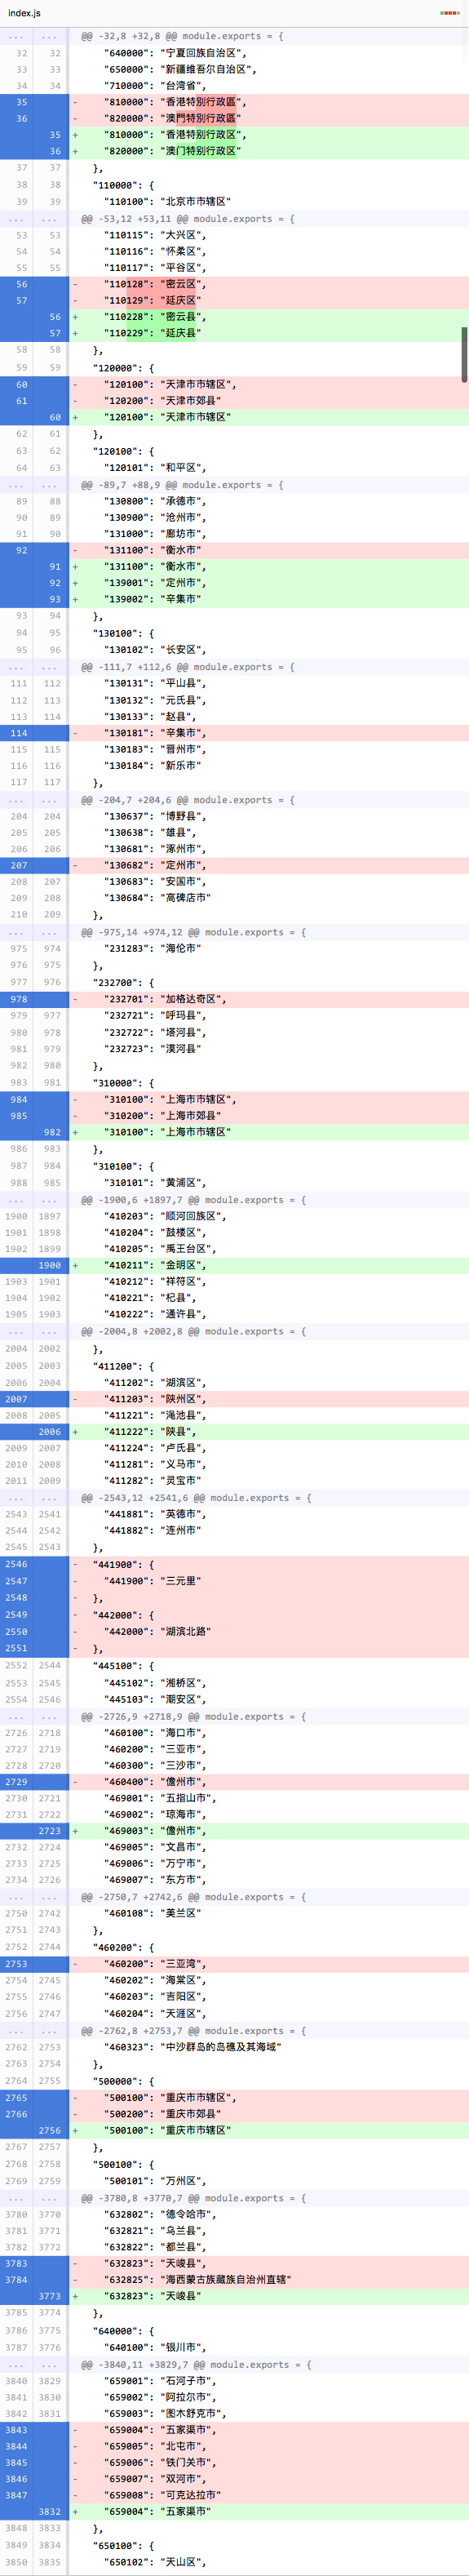 index.js
... ... @@ -32,8 +32,8 @@ module.exports = {
32 32 "640000": "宁夏回族自治区",
33 33 "650000": "新疆维吾尔自治区",
34 34 "710000": "台湾省",
35 - "810000": "香港特別行政區",
36 - "820000": "澳門特別行政區"
35 + "810000": "香港特别行政区",
36 + "820000": "澳门特别行政区"
37 37 },
38 38 "110000": {
39 39 "110100": "北京市市辖区"
... ... @@ -53,12 +53,11 @@ module.exports = {
53 53 "110115": "大兴区",
54 54 "110116": "怀柔区",
55 55 "110117": "平谷区",
56 - "110128": "密云区",
57 - "110129": "延庆区"
56 + "110228": "密云县",
57 + "110229": "延庆县"
58 58 },
59 59 "120000": {
60 - "120100": "天津市市辖区",
61 - "120200": "天津市郊县"
60 + "120100": "天津市市辖区"
62 61 },
63 62 "120100": {
64 63 "120101": "和平区",
... ... @@ -89,7 +88,9 @@ module.exports = {
89 88 "130800": "承德市",
90 89 "130900": "沧州市",
91 90 "131000": "廊坊市",
92 - "131100": "衡水市"
91 + "131100": "衡水市",
92 + "139001": "定州市",
93 + "139002": "辛集市"
93 94 },
94 95 "130100": {
95 96 "130102": "长安区",
... ... @@ -111,7 +112,6 @@ module.exports = {
111 112 "130131": "平山县",
112 113 "130132": "元氏县",
113 114 "130133": "赵县",
114 - "130181": "辛集市",
115 115 "130183": "晋州市",
116 116 "130184": "新乐市"
117 117 },
... ... @@ -204,7 +204,6 @@ module.exports = {
204 204 "130637": "博野县",
205 205 "130638": "雄县",
206 206 "130681": "涿州市",
207 - "130682": "定州市",
208 207 "130683": "安国市",
209 208 "130684": "高碑店市"
210 209 },
... ... @@ -975,14 +974,12 @@ module.exports = {
975 974 "231283": "海伦市"
976 975 },
977 976 "232700": {
978 - "232701": "加格达奇区",
979 977 "232721": "呼玛县",
980 978 "232722": "塔河县",
981 979 "232723": "漠河县"
982 980 },
983 981 "310000": {
984 - "310100": "上海市市辖区",
985 - "310200": "上海市郊县"
982 + "310100": "上海市市辖区"
986 983 },
987 984 "310100": {
988 985 "310101": "黄浦区",
... ... @@ -1900,6 +1897,7 @@ module.exports = {
1900 1897 "410203": "顺河回族区",
1901 1898 "410204": "鼓楼区",
1902 1899 "410205": "禹王台区",
1900 + "410211": "金明区",
1903 1901 "410212": "祥符区",
1904 1902 "410221": "杞县",
1905 1903 "410222": "通许县",
... ... @@ -2004,8 +2002,8 @@ module.exports = {
2004 2002 },
2005 2003 "411200": {
2006 2004 "411202": "湖滨区",
2007 - "411203": "陕州区",
2008 2005 "411221": "渑池县",
2006 + "411222": "陕县",
2009 2007 "411224": "卢氏县",
2010 2008 "411281": "义马市",
2011 2009 "411282": "灵宝市"
... ... @@ -2543,12 +2541,6 @@ module.exports = {
2543 2541 "441881": "英德市",
2544 2542 "441882": "连州市"
2545 2543 },
2546 - "441900": {
2547 - "441900": "三元里"
2548 - },
2549 - "442000": {
2550 - "442000": "湖滨北路"
2551 - },
2552 2544 "445100": {
2553 2545 "445102": "湘桥区",
2554 2546 "445103": "潮安区",
... ... @@ -2726,9 +2718,9 @@ module.exports = {
2726 2718 "460100": "海口市",
2727 2719 "460200": "三亚市",
2728 2720 "460300": "三沙市",
2729 - "460400": "儋州市",
2730 2721 "469001": "五指山市",
2731 2722 "469002": "琼海市",
2723 + "469003": "儋州市",
2732 2724 "469005": "文昌市",
2733 2725 "469006": "万宁市",
2734 2726 "469007": "东方市",
... ... @@ -2750,7 +2742,6 @@ module.exports = {
2750 2742 "460108": "美兰区"
2751 2743 },
2752 2744 "460200": {
2753 - "460200": "三亚湾",
2754 2745 "460202": "海棠区",
2755 2746 "460203": "吉阳区",
2756 2747 "460204": "天涯区",
... ... @@ -2762,8 +2753,7 @@ module.exports = {
2762 2753 "460323": "中沙群岛的岛礁及其海域"
2763 2754 },
2764 2755 "500000": {
2765 - "500100": "重庆市市辖区",
2766 - "500200": "重庆市郊县"
2756 + "500100": "重庆市市辖区"
2767 2757 },
2768 2758 "500100": {
2769 2759 "500101": "万州区",
... ... @@ -3780,8 +3770,7 @@ module.exports = {
3780 3770 "632802": "德令哈市",
3781 3771 "632821": "乌兰县",
3782 3772 "632822": "都兰县",
3783 - "632823": "天峻县",
3784 - "632825": "海西蒙古族藏族自治州直辖"
3773 + "632823": "天峻县"
3785 3774 },
3786 3775 "640000": {
3787 3776 "640100": "银川市",
... ... @@ -3840,11 +3829,7 @@ module.exports = {
3840 3829 "659001": "石河子市",
3841 3830 "659002": "阿拉尔市",
3842 3831 "659003": "图木舒克市",
3843 - "659004": "五家渠市",
3844 - "659005": "北屯市",
3845 - "659006": "铁门关市",
3846 - "659007": "双河市",
3847 - "659008": "可克达拉市"
3832 + "659004": "五家渠市"
3848 3833 },
3849 3834 "650100": {
3850 3835 "650102": "天山区",